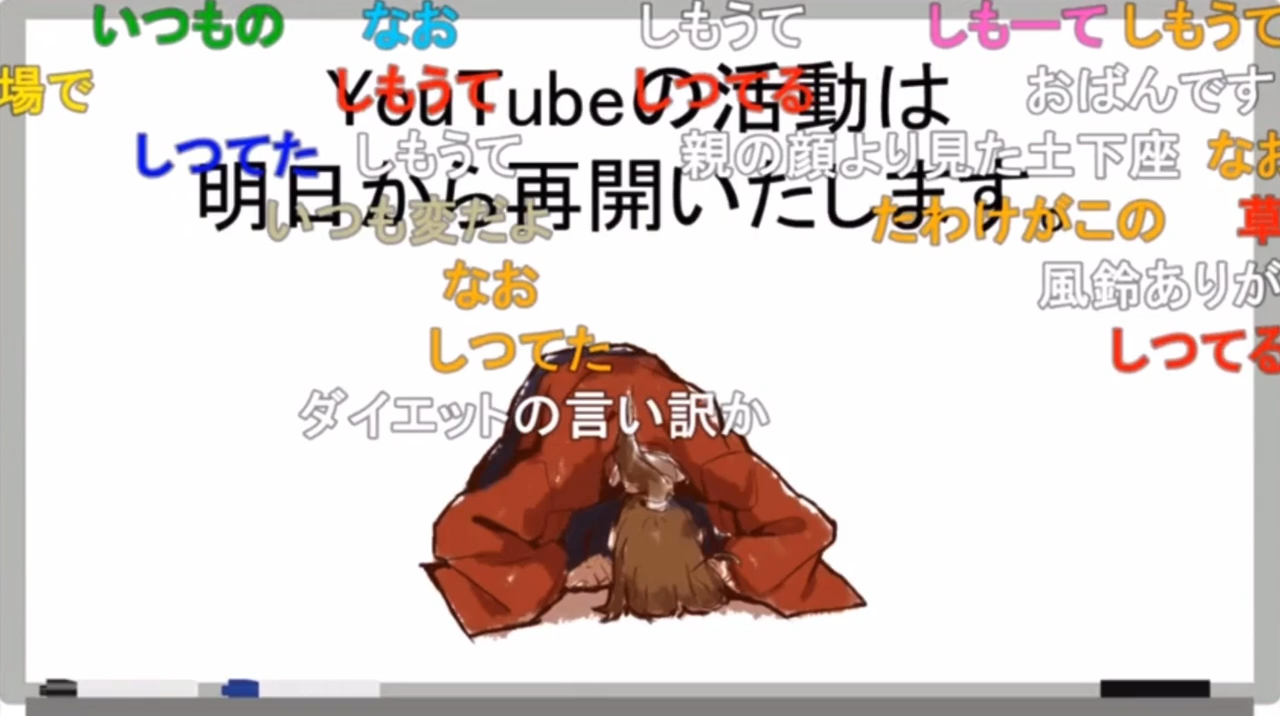 いつもの
なお
しもうて
しもーて
しもうて
場で
YouTubeの活動は
しもうて
しつてる
おばんです
しつてた
しもうて
親の顔より見た土下座
なお
明日から再開いたします。
いつも変だよ
たわけがこの
草
なお
風鈴ありが
しつてた
しつてる
ダイエットの言い訳か